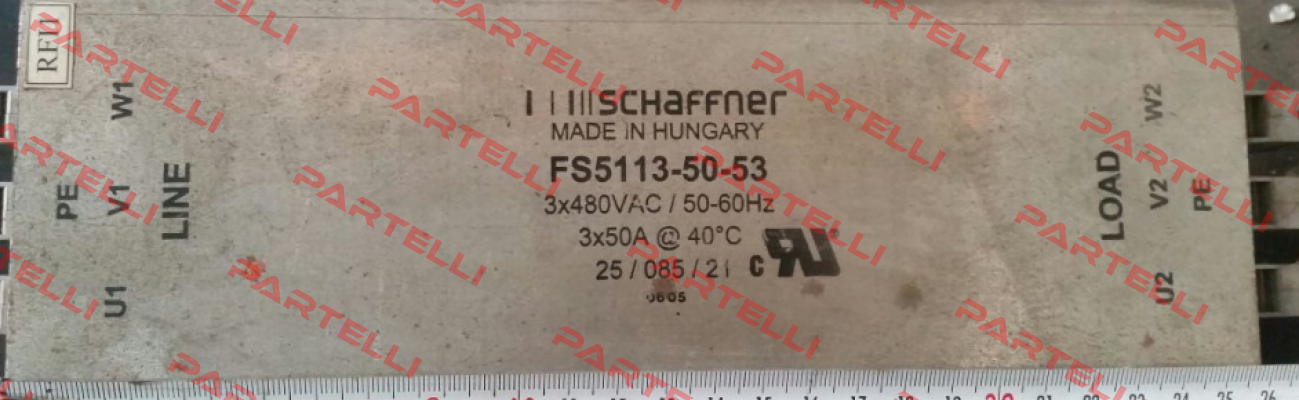 RFI1
W1
V1
U1
PE
LINE
SCHAFFNER
MADE IN HUNGARY
FS5113-50-53
3x480VAC / 50-60Hz
3x50A @ 40°C
25 / 085 / 21
0605
LOAD
W2
V2
U2
PE
PARTELLI